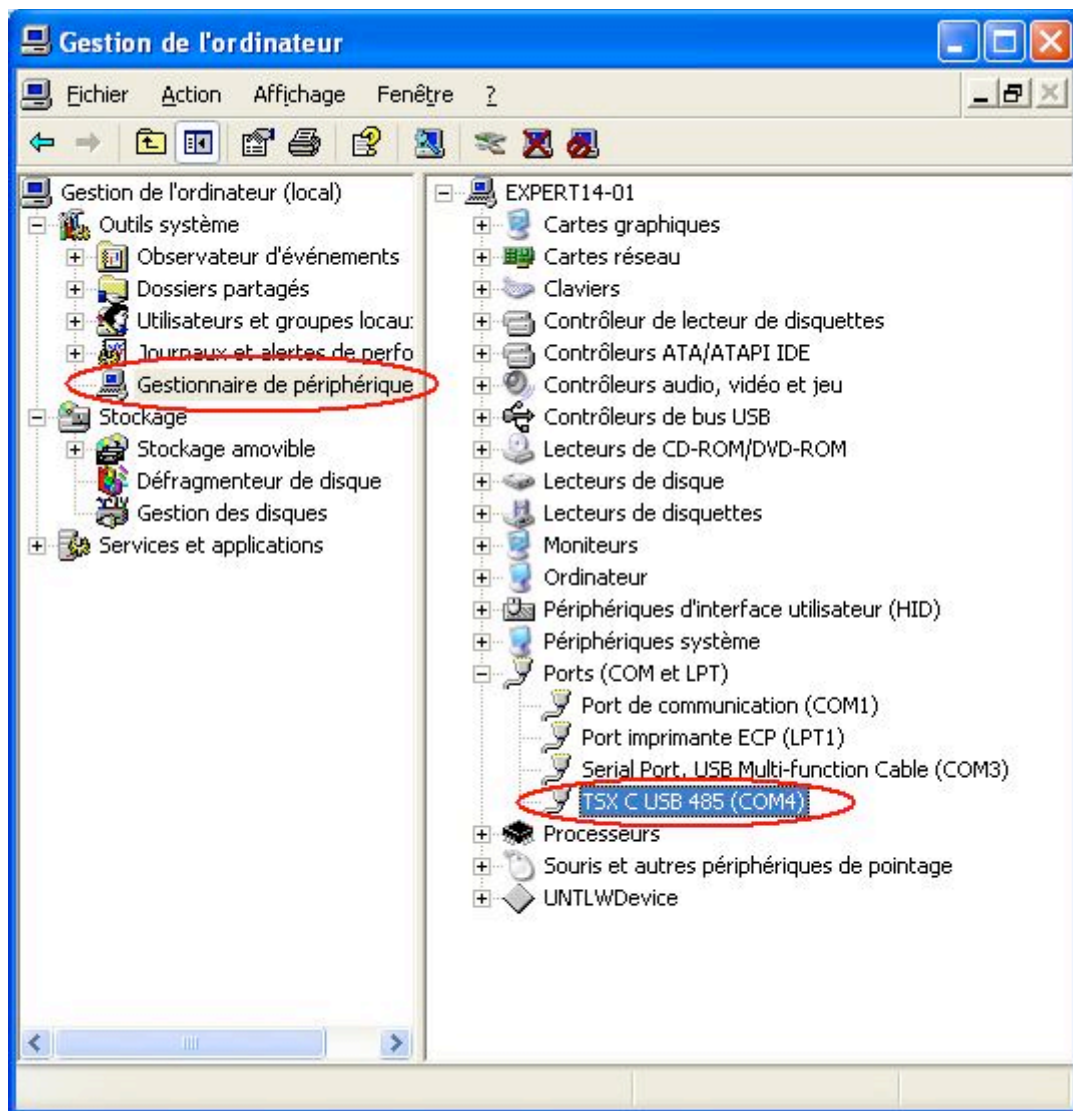 Gestion de l'ordinateur
Fichier Action Affichage Fenêtre ?
Gestion de l'ordinateur (local)
Outils système
Observateur d'événements
Dossiers partagés
Utilisateurs et groupes locau
Journaux et alertes de perfo
Gestionnaire de périphérique
Stockage
Stockage amovible
Défragmenteur de disque
Gestion des disques
Services et applications
EXPERT14-01
Cartes graphiques
Cartes réseau
Claviers
Contrôleur de lecteur de disquettes
Contrôleurs ATA/ATAPI IDE
Contrôleurs audio, vidéo et jeu
Contrôleurs de bus USB
Lecteurs de CD-ROM/DVD-ROM
Lecteurs de disque
Lecteurs de disquettes
Moniteurs
Ordinateur
Périphériques d'interface utilisateur (HID)
Périphériques système
Ports (COM et LPT)
Port de communication (COM1)
Port imprimante ECP (LPT1)
Serial Port, USB Multi-function Cable (COM3)
TSX C USB 485 (COM4)
Processeurs
Souris et autres périphériques de pointage
UNTLWDevice